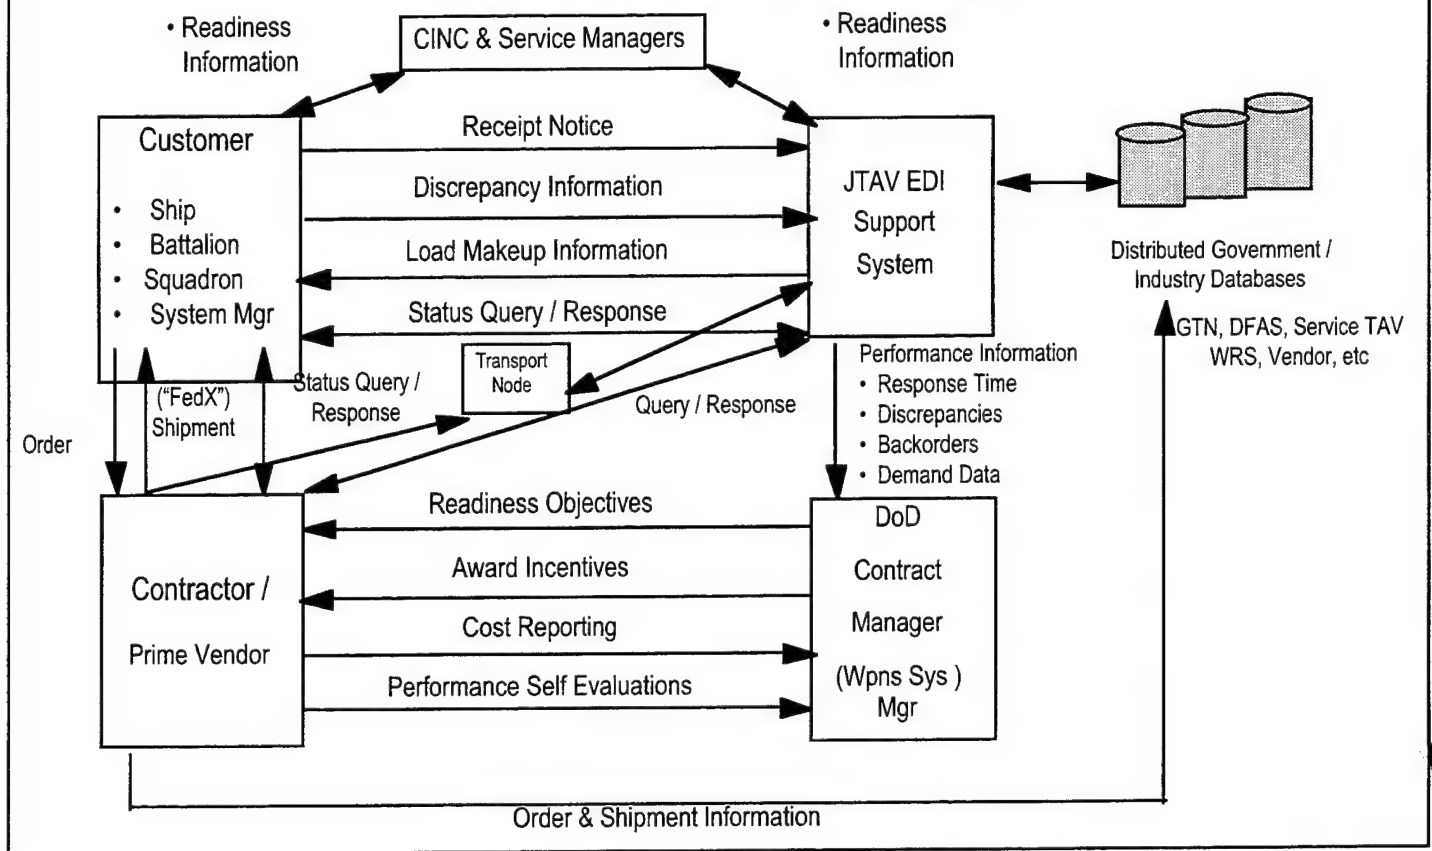 • Readiness
Information
CINC & Service Managers
• Readiness
Information
Customer
• Ship
• Battalion
• Squadron
• System Mgr
Receipt Notice
Discrepancy Information
Load Makeup Information
Status Query / Response
JTAV EDI
Support
System
Distributed Government /
Industry Databases
GTN, DFAS, Service TAV
WRS, Vendor, etc
Transport
Node
Order
("FedX")
Shipment
Status Query /
Response
Query / Response
Performance Information
• Response Time
• Discrepancies
• Backorders
• Demand Data
Contractor /
Prime Vendor
Readiness Objectives
Award Incentives
Cost Reporting
Performance Self Evaluations
DoD
Contract
Manager
(Wpns Sys )
Mgr
Order & Shipment Information